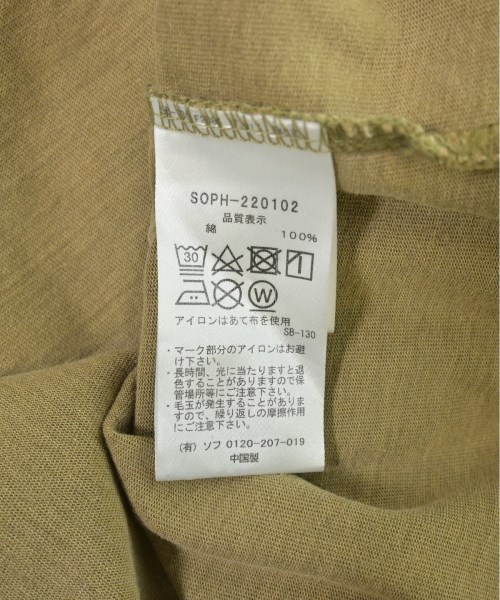 SOPH-220102
品質表示
綿 100%
30
W
アイロンはあて布を使用
SB-130
・マーク部分のアイロンはお避
け下さい。
・長時間、光に当たりますと退
色することがありますので保
管場所等にご注意下さい。
・毛玉が発生することがありま
すので、繰り返しの摩擦作用
にご注意下さい。
(有) ソフ 0120-207-019
中国製